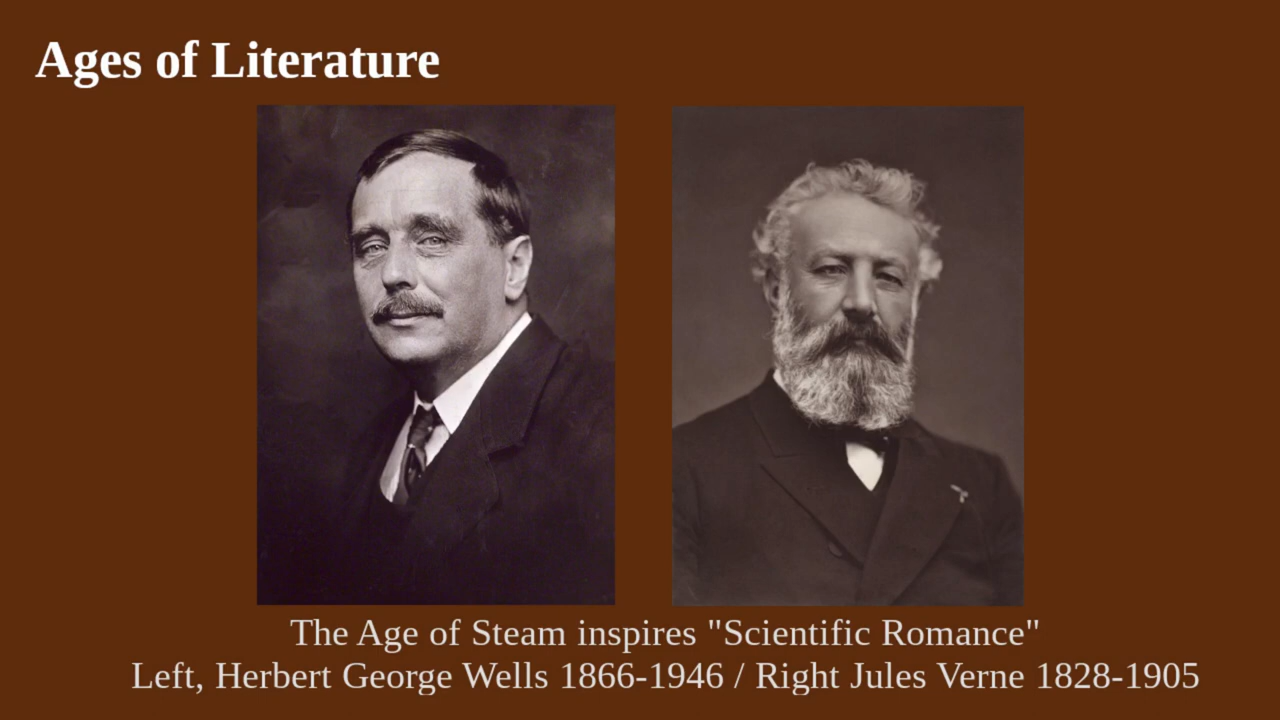 Ages of Literature
The Age of Steam inspires "Scientific Romance"
Left, Herbert George Wells 1866-1946 / Right Jules Verne 1828-1905